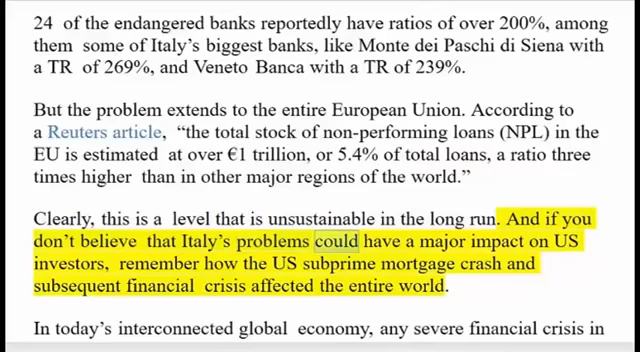 24 of the endangered banks reportedly have ratios of over 200%, among
them some of Italy's biggest banks, like Monte dei Paschi di Siena with
a TR of 269%, and Veneto Banca with a TR of 239%.
But the problem extends to the entire European Union. According to
a Reuters article, “the total stock of non-performing loans (NPL) in the
EU is estimated at over €1 trillion, or 5.4% of total loans, a ratio three
times higher than in other major regions of the world.”
Clearly, this is a level that is unsustainable in the long run. And if you
don't believe that Italy's problems could have a major impact on US
investors, remember how the US subprime mortgage crash and
subsequent financial crisis affected the entire world.
In today's interconnected global economy, any severe financial crisis in